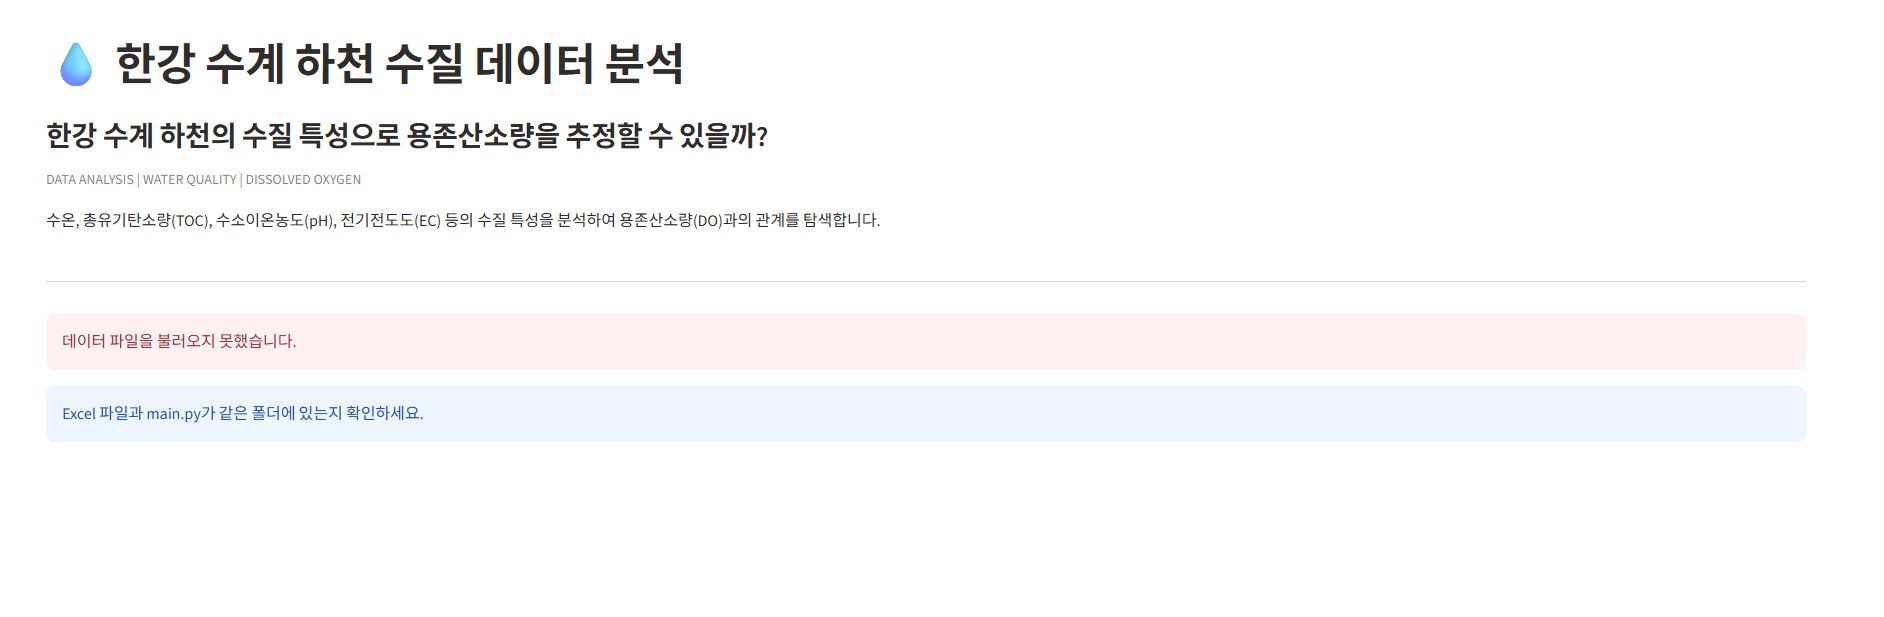 한강 수계 하천 수질 데이터 분석
한강 수계 하천의 수질 특성으로 용존산소량을 추정할 수 있을까?
DATA ANALYSIS | WATER QUALITY | DISSOLVED OXYGEN
수온, 총유기탄소량(TOC), 수소이온농도(pH), 전기전도도(EC) 등의 수질 특성을 분석하여 용존산소량(DO)과의 관계를 탐색합니다.
데이터 파일을 불러오지 못했습니다.
Excel 파일과 main.py가 같은 폴더에 있는지 확인하세요.